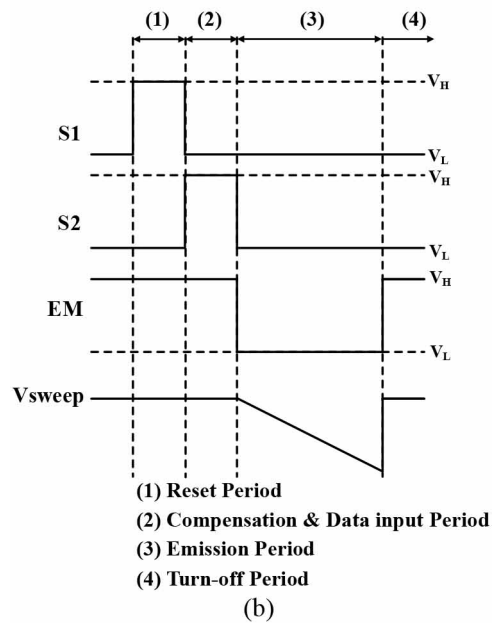 (1) (2) (3) (4)
V_H
S1
V_L
V_H
S2
V_L
V_H
EM
V_L
Vsweep
(1) Reset Period
(2) Compensation & Data input Period
(3) Emission Period
(4) Turn-off Period
(b)